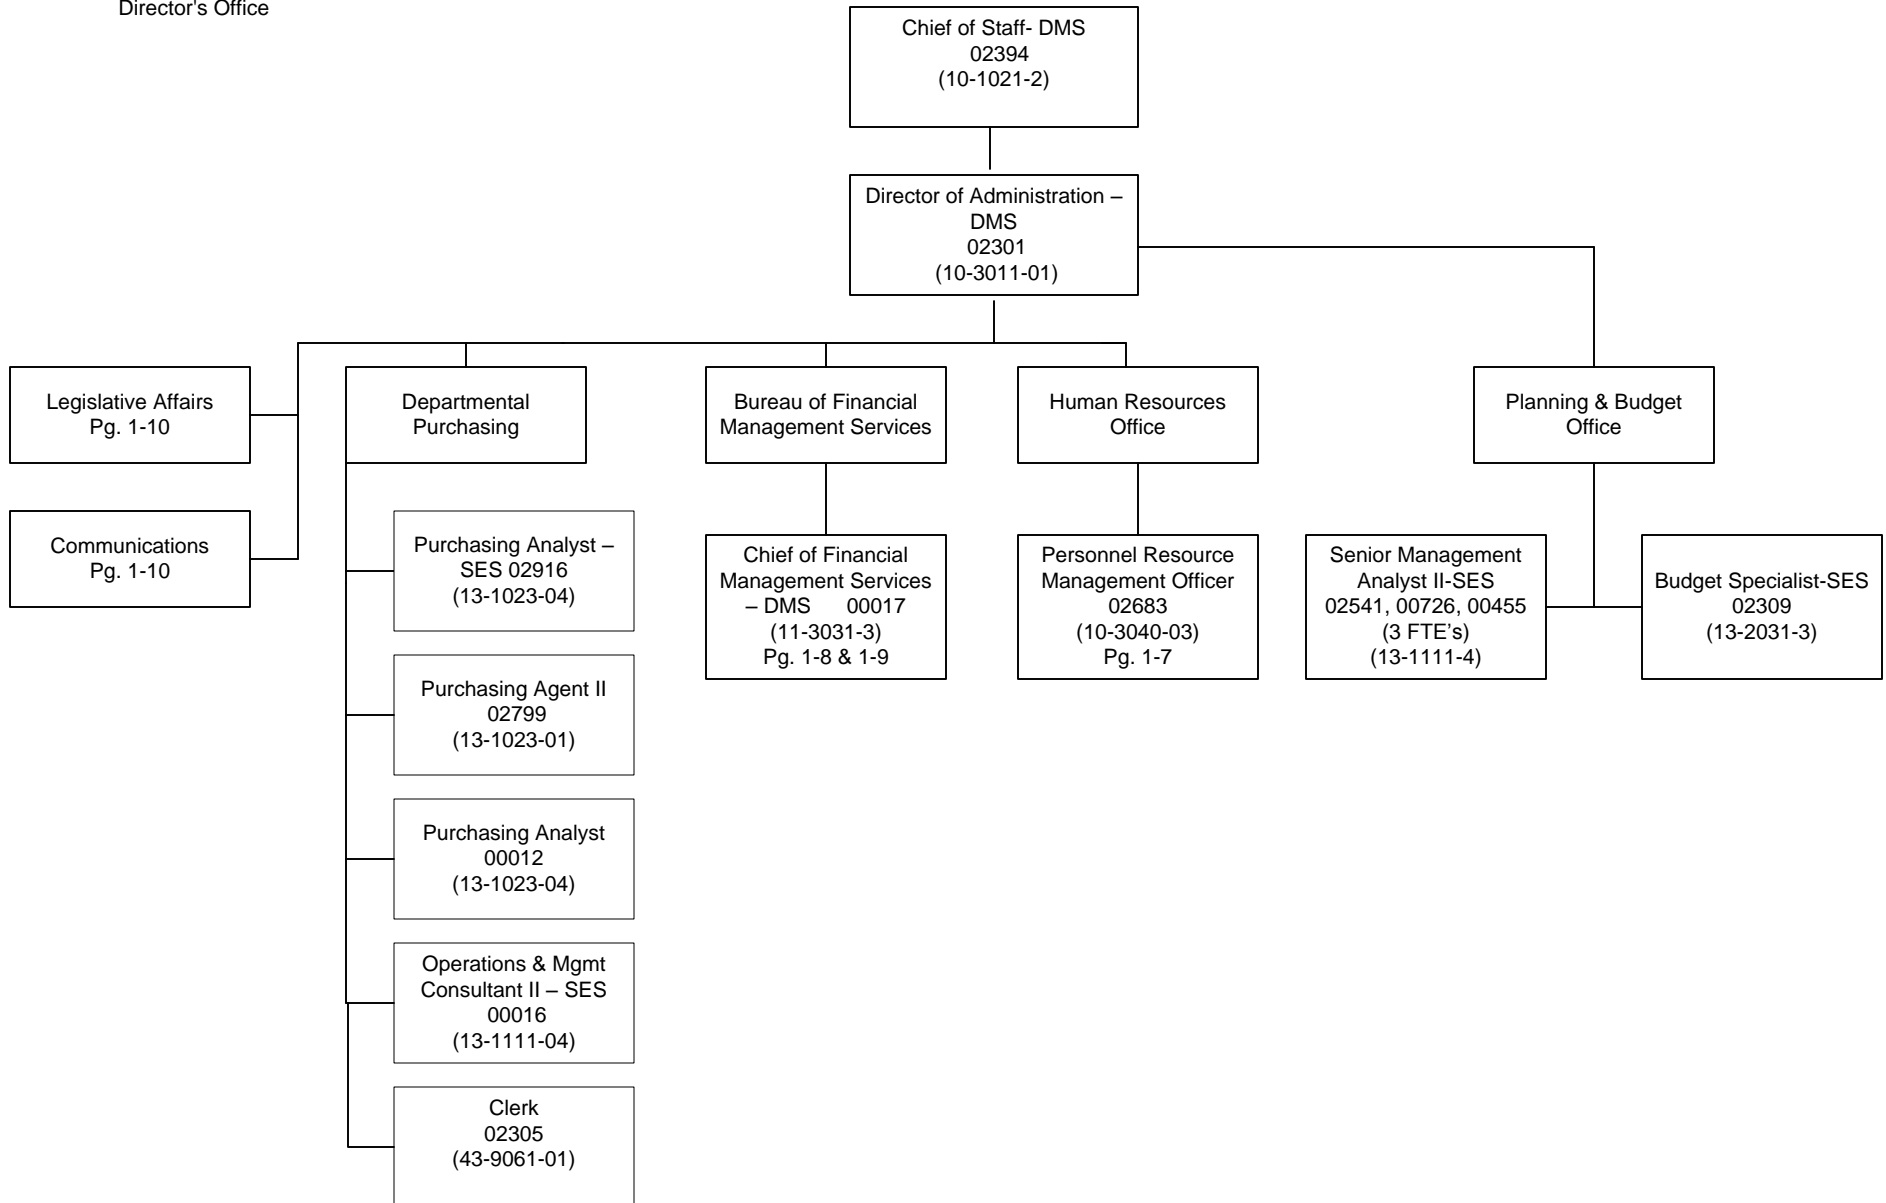 Director's Office
Chief of Staff- DMS
02394
(10-1021-2)
Director of Administration –
DMS
02301
(10-3011-01)
Legislative Affairs
Pg. 1-10
Communications
Pg. 1-10
Departmental
Purchasing
Purchasing Analyst –
SES 02916
(13-1023-04)
Purchasing Agent II
02799
(13-1023-01)
Purchasing Analyst
00012
(13-1023-04)
Operations & Mgmt
Consultant II – SES
00016
(13-1111-04)
Clerk
02305
(43-9061-01)
Bureau of Financial
Management Services
Chief of Financial
Management Services
– DMS 00017
(11-3031-3)
Pg. 1-8 & 1-9
Human Resources
Office
Personnel Resource
Management Officer
02683
(10-3040-03)
Pg. 1-7
Planning & Budget
Office
Senior Management
Analyst II-SES
02541, 00726, 00455
(3 FTE’s)
(13-1111-4)
Budget Specialist-SES
02309
(13-2031-3)